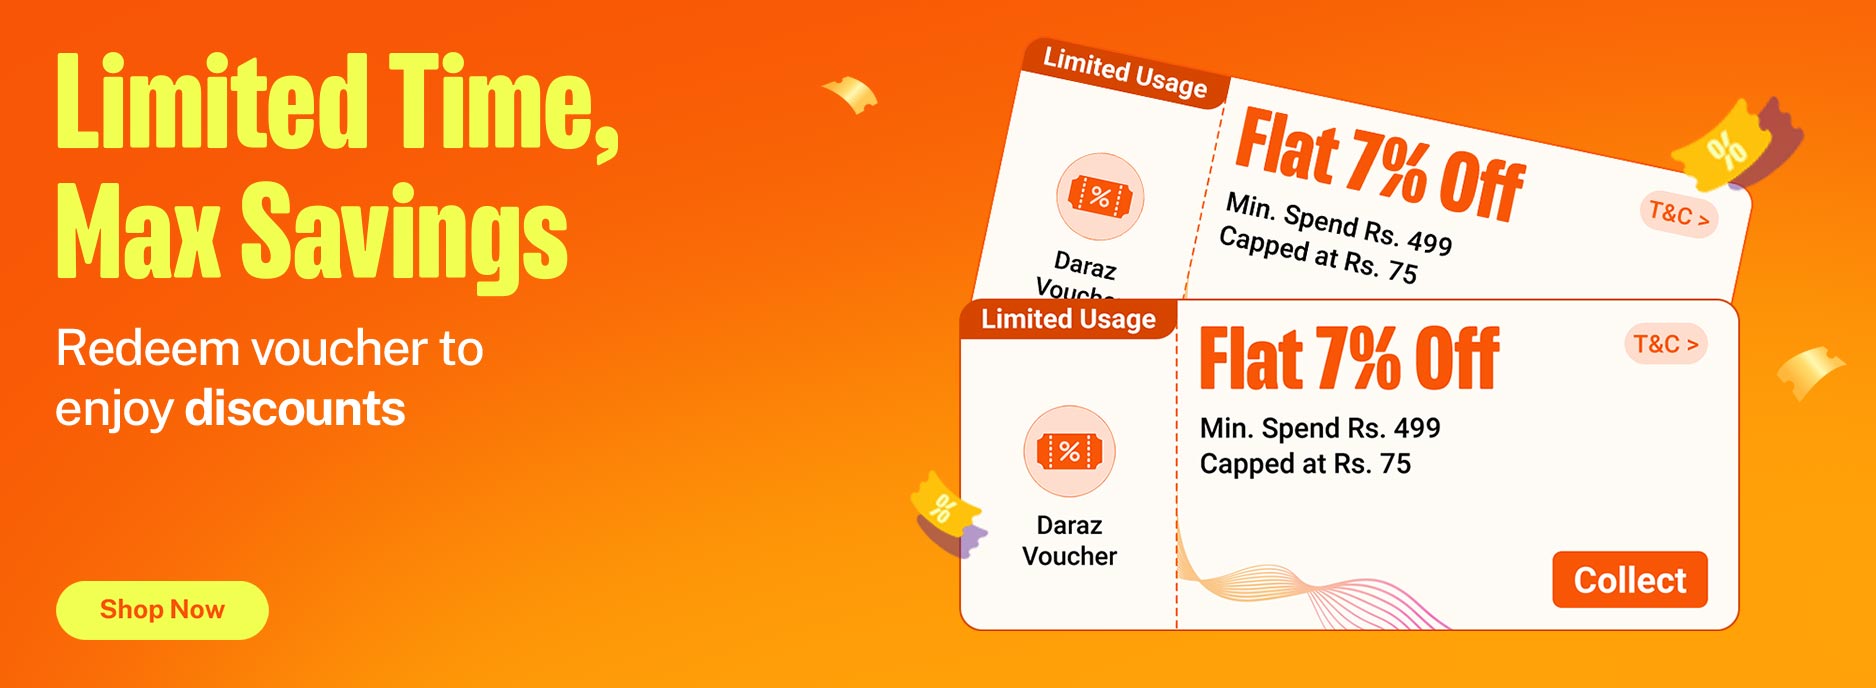 Limited Time,
Max Savings
Redeem voucher to
enjoy discounts
Shop Now
Limited Usage
Flat 7% Off
Min. Spend Rs. 499
Capped at Rs. 75
T&C >
%
Daraz
Voucher
%
Limited Usage
Flat 7% Off
Min. Spend Rs. 499
Capped at Rs. 75
T&C >
%
Daraz
Voucher
%
Collect